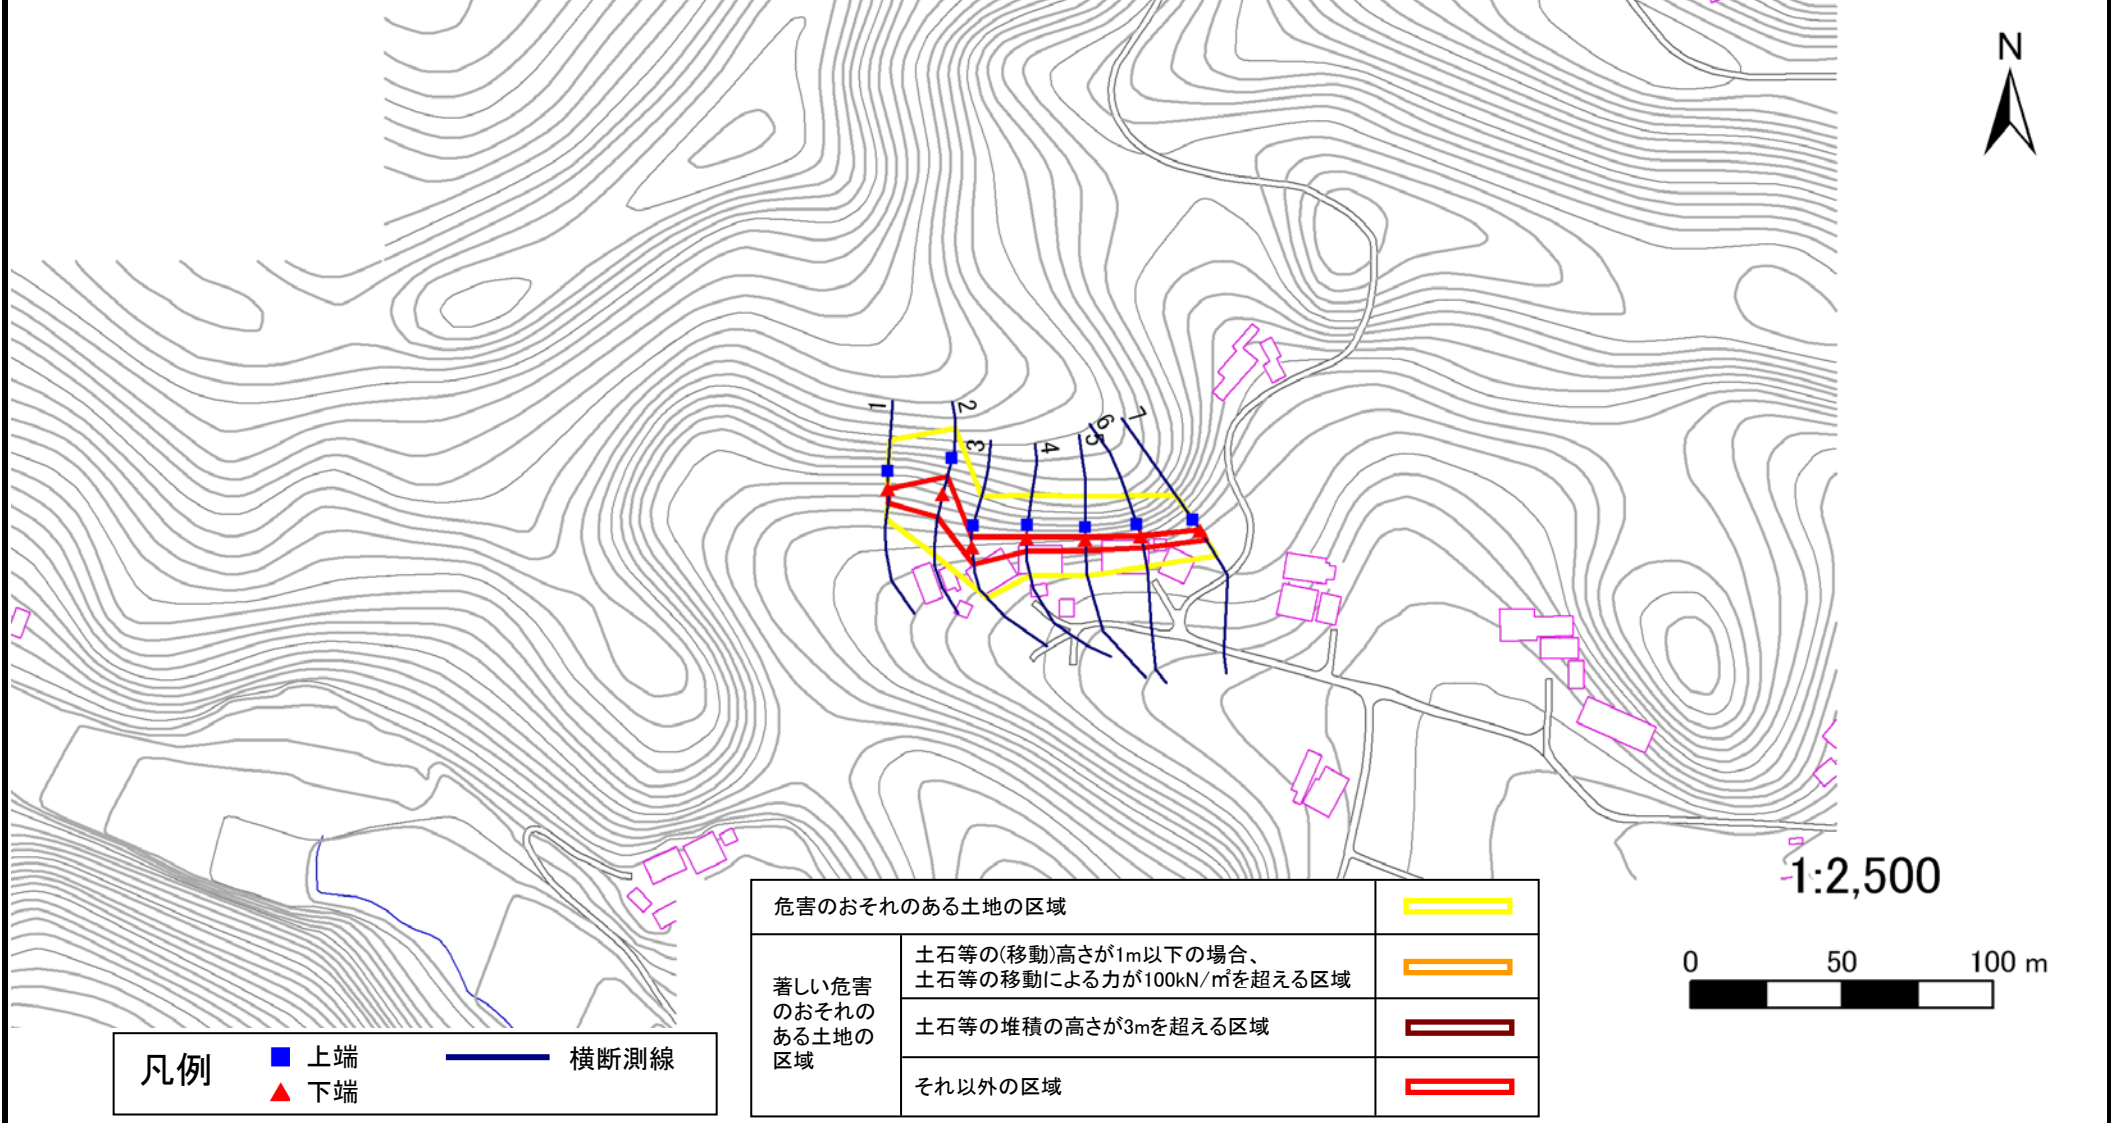 N
1
2
3
4
5
6
7
1:2,500
0 50 100 m
危害のおそれのある土地の区域
著しい危害
のおそれの
ある土地の
区域
土石等の(移動)高さが1m以下の場合、
土石等の移動による力が100kN/㎡を超える区域
土石等の堆積の高さが3mを超える区域
それ以外の区域
凡例
上端
下端
横断測線